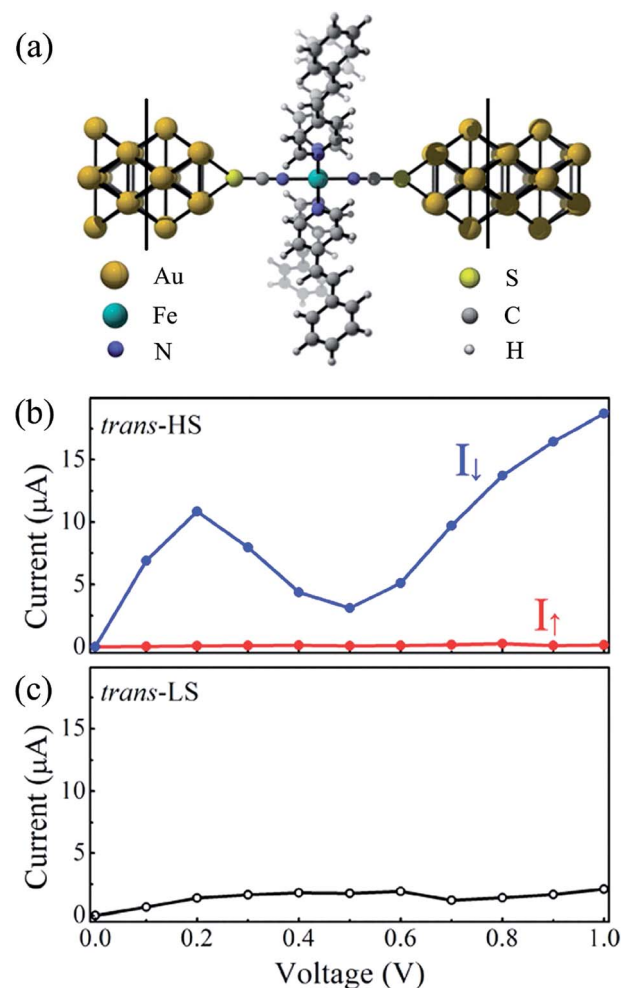 (a)
Au
S
Fe
C
N
H
(b)
trans-HS
15
10
5
0
Current (μA)
I↓
I↑
(c)
trans-LS
15
10
5
0
Current (μA)
0.0 0.2 0.4 0.6 0.8 1.0
Voltage (V)